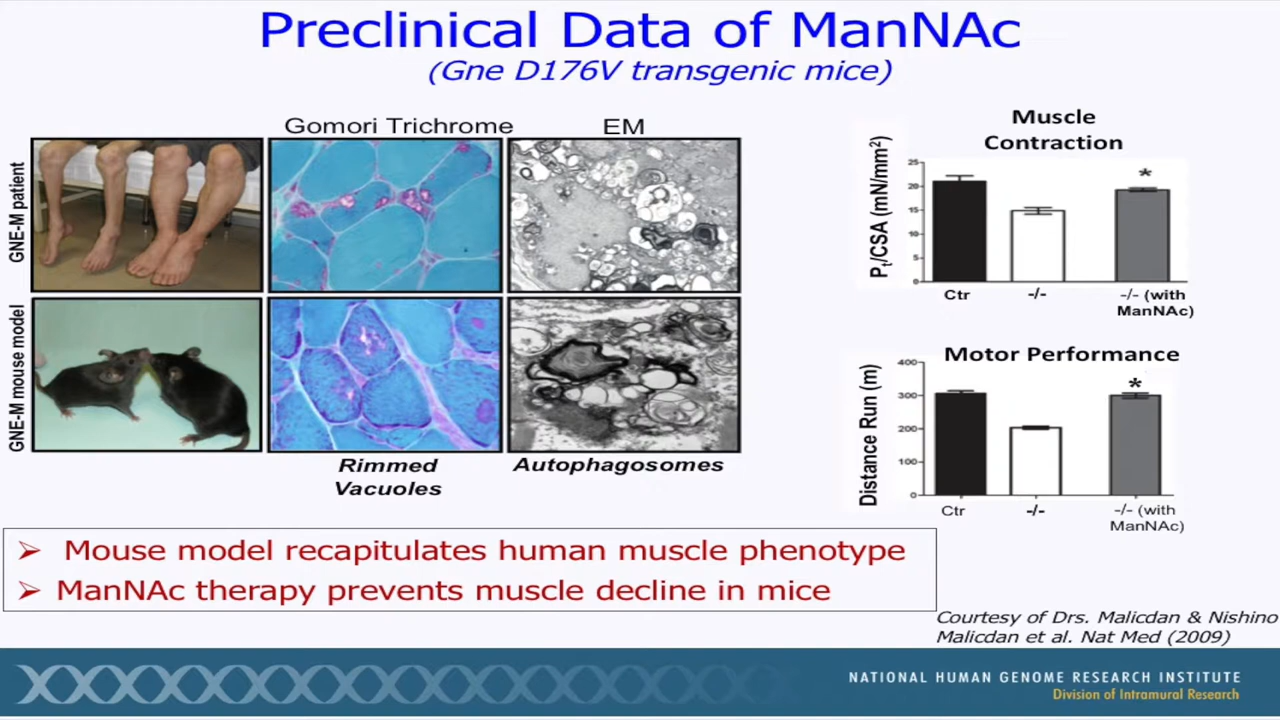 Preclinical Data of ManNAc
(Gne D176V transgenic mice)
Gomori Trichrome
EM
GNE-M patient
GNE-M mouse model
Rimmed
Vacuoles
Autophagosomes
Muscle
Contraction
Pt/CSA (mN/mm²)
25
20
15
10
5
0
*
Ctr
-/-
-/- (with
ManNAc)
Motor Performance
Distance Run (m)
400
300
200
100
0
*
Ctr
-/-
-/- (with
ManNAc)
➢ Mouse model recapitulates human muscle phenotype
➢ ManNAc therapy prevents muscle decline in mice
Courtesy of Drs. Malicdan & Nishino
Malicdan et al. Nat Med (2009)
NATIONAL HUMAN GENOME RESEARCH INSTITUTE
Division of Intramural Research